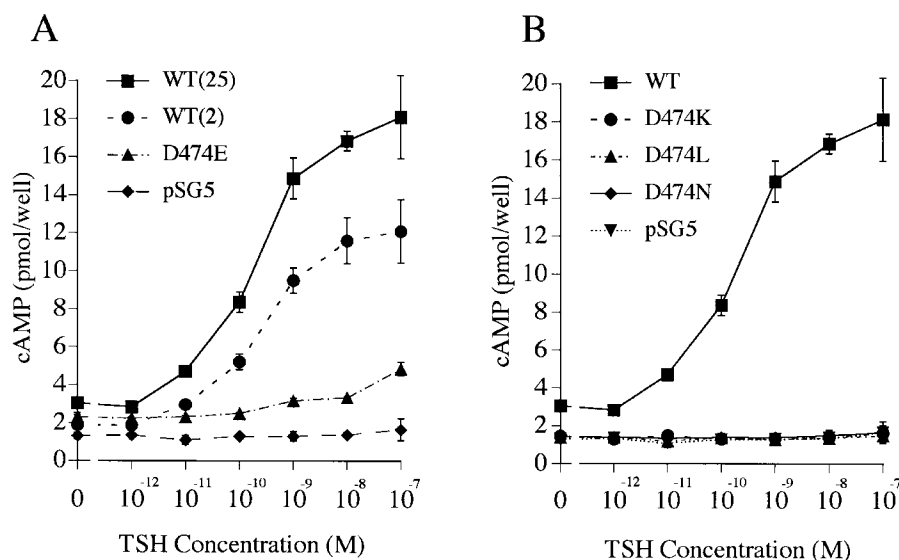 A
WT(25)
WT(2)
D474E
pSG5
cAMP (pmol/well)
20
18
16
14
12
10
8
6
4
2
0
0 10-12 10-11 10-10 10-9 10-8 10-7
TSH Concentration (M)
B
WT
D474K
D474L
D474N
pSG5
cAMP (pmol/well)
20
18
16
14
12
10
8
6
4
2
0
0 10-12 10-11 10-10 10-9 10-8 10-7
TSH Concentration (M)